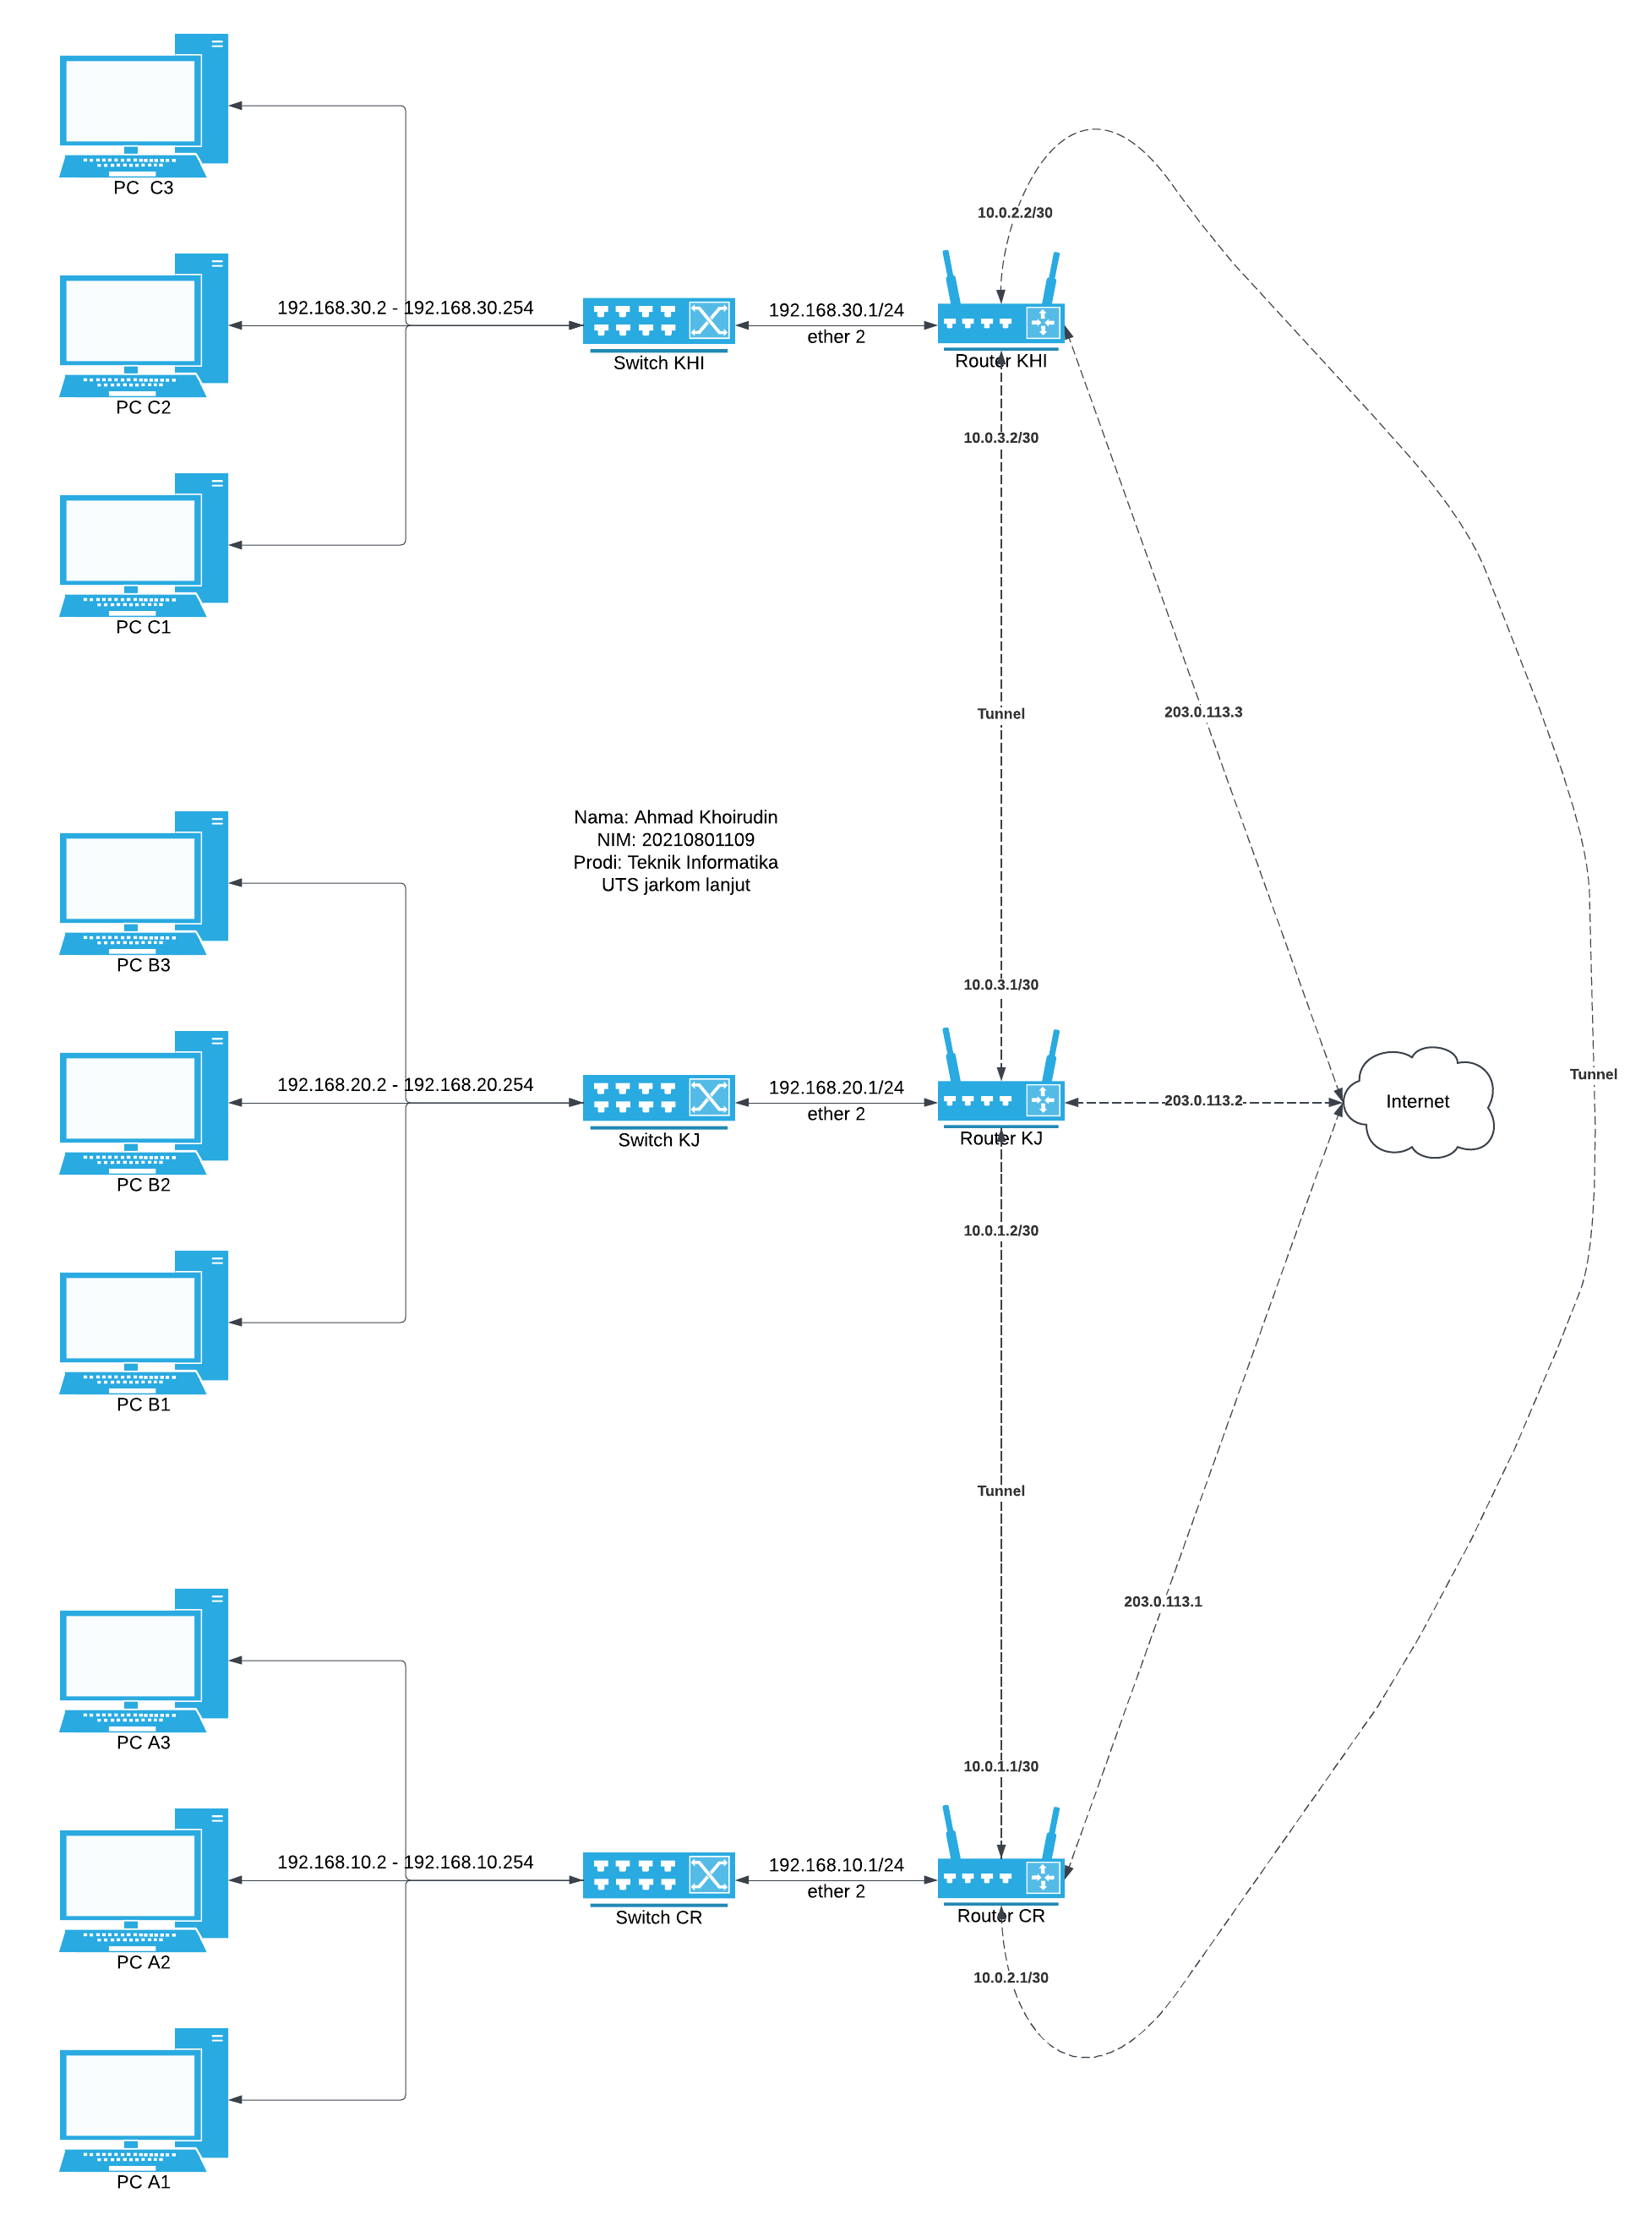 PC  C3
10.0.2.2/30
192.168.30.2 - 192.168.30.254
192.168.30.1/24
ether 2
Switch KHI
Router KHI
PC C2
10.0.3.2/30
PC C1
Tunnel
203.0.113.3
Nama: Ahmad Khoirudin
NIM: 20210801109
Prodi: Teknik Informatika
UTS jarkom lanjut
PC B3
10.0.3.1/30
Tunnel
192.168.20.2 - 192.168.20.254
192.168.20.1/24
ether 2
203.0.113.2
Internet
Switch KJ
Router KJ
PC B2
10.0.1.2/30
PC B1
Tunnel
203.0.113.1
PC A3
10.0.1.1/30
192.168.10.2 - 192.168.10.254
192.168.10.1/24
ether 2
Switch CR
Router CR
PC A2
10.0.2.1/30
PC A1